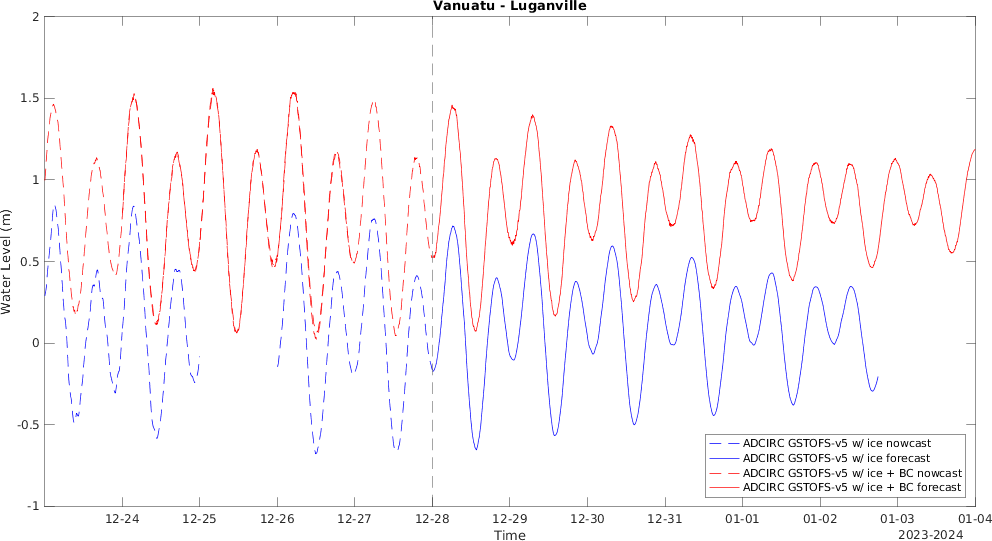 Vanuatu - Luganville
2
1.5
1
0.5
0
-0.5
-1
Water Level (m)
12-24 12-25 12-26 12-27 12-28 12-29 12-30 12-31 01-01 01-02 01-03 01-04
Time
2023-2024
ADCIRC GSTOFS-v5 w/ ice nowcast
ADCIRC GSTOFS-v5 w/ ice forecast
ADCIRC GSTOFS-v5 w/ ice + BC nowcast
ADCIRC GSTOFS-v5 w/ ice + BC forecast